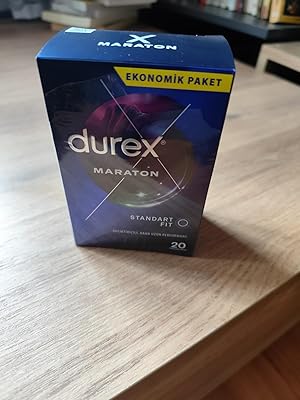 X
MARATON
EKONOMİK PAKET
durex
MARATON
STANDART
FIT
20